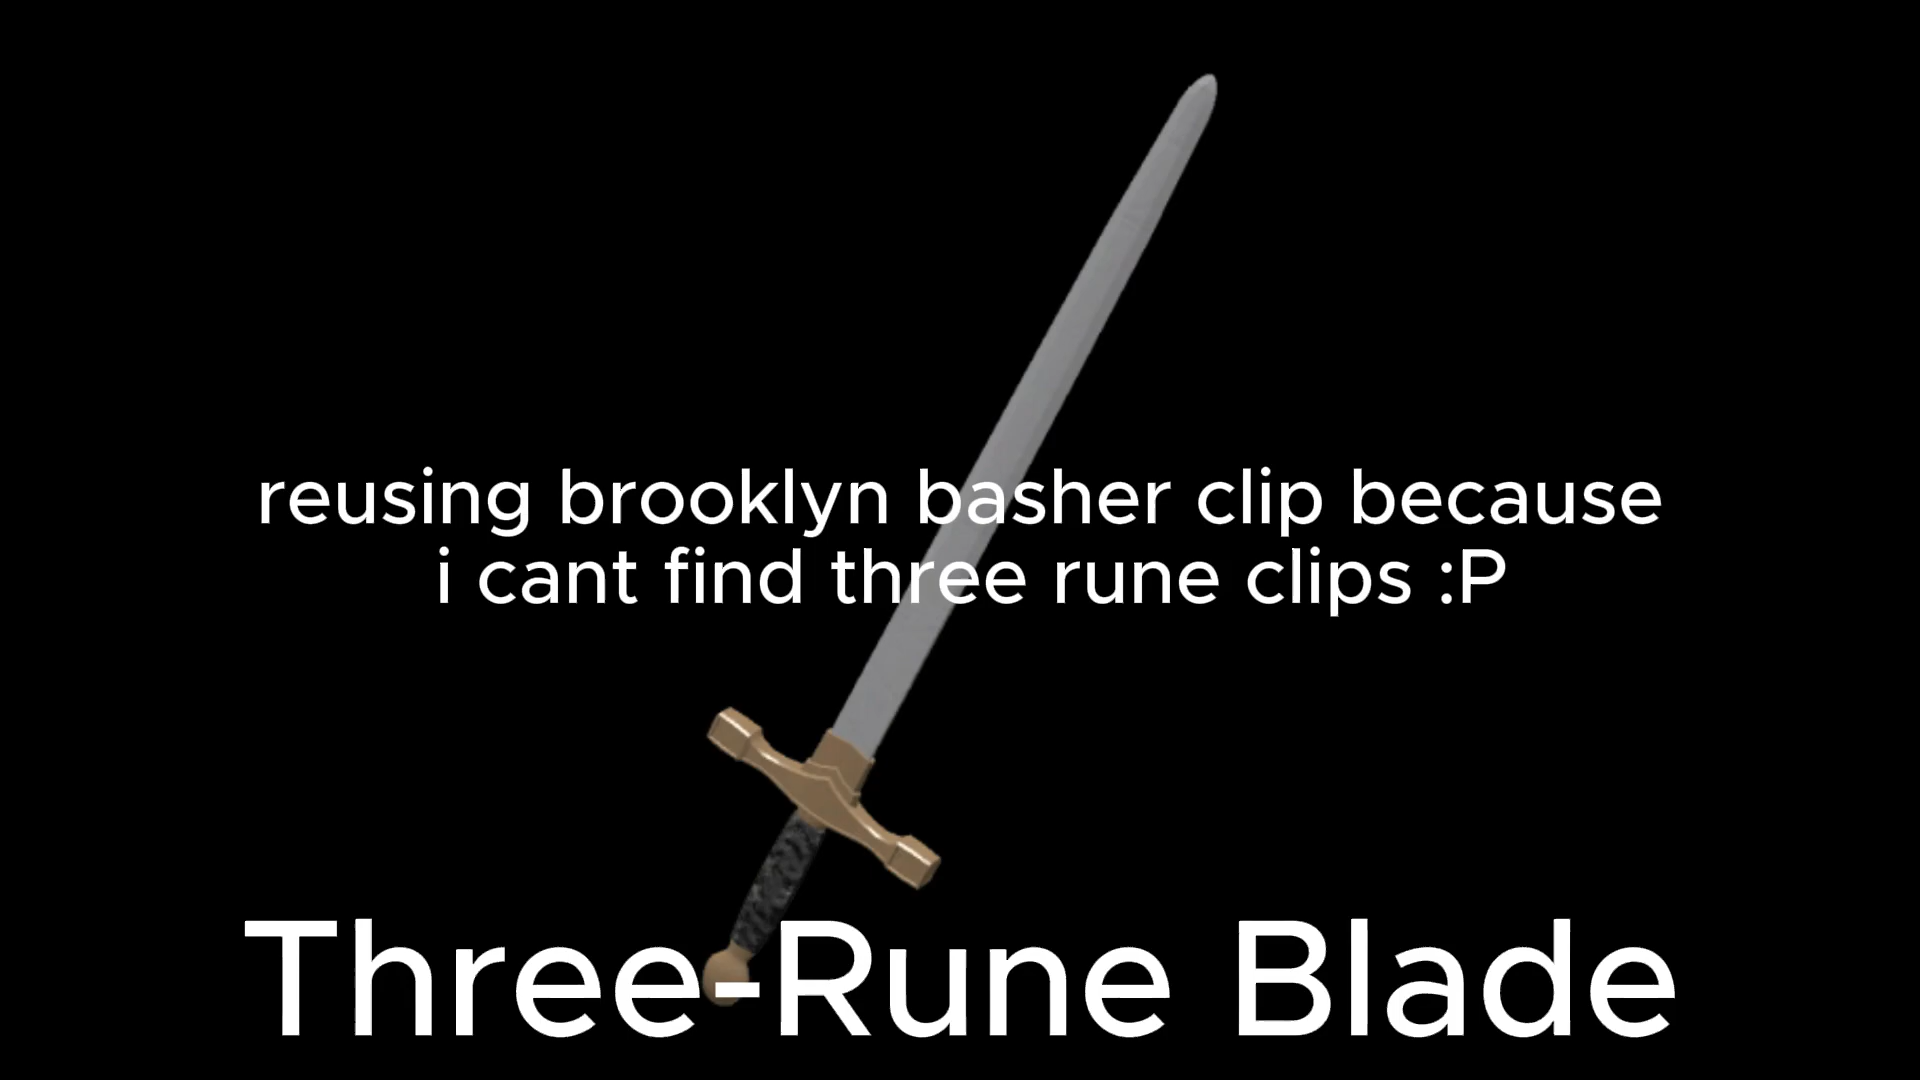 reusing brooklyn basher clip because
i cant find three rune clips :P
Three-Rune Blade